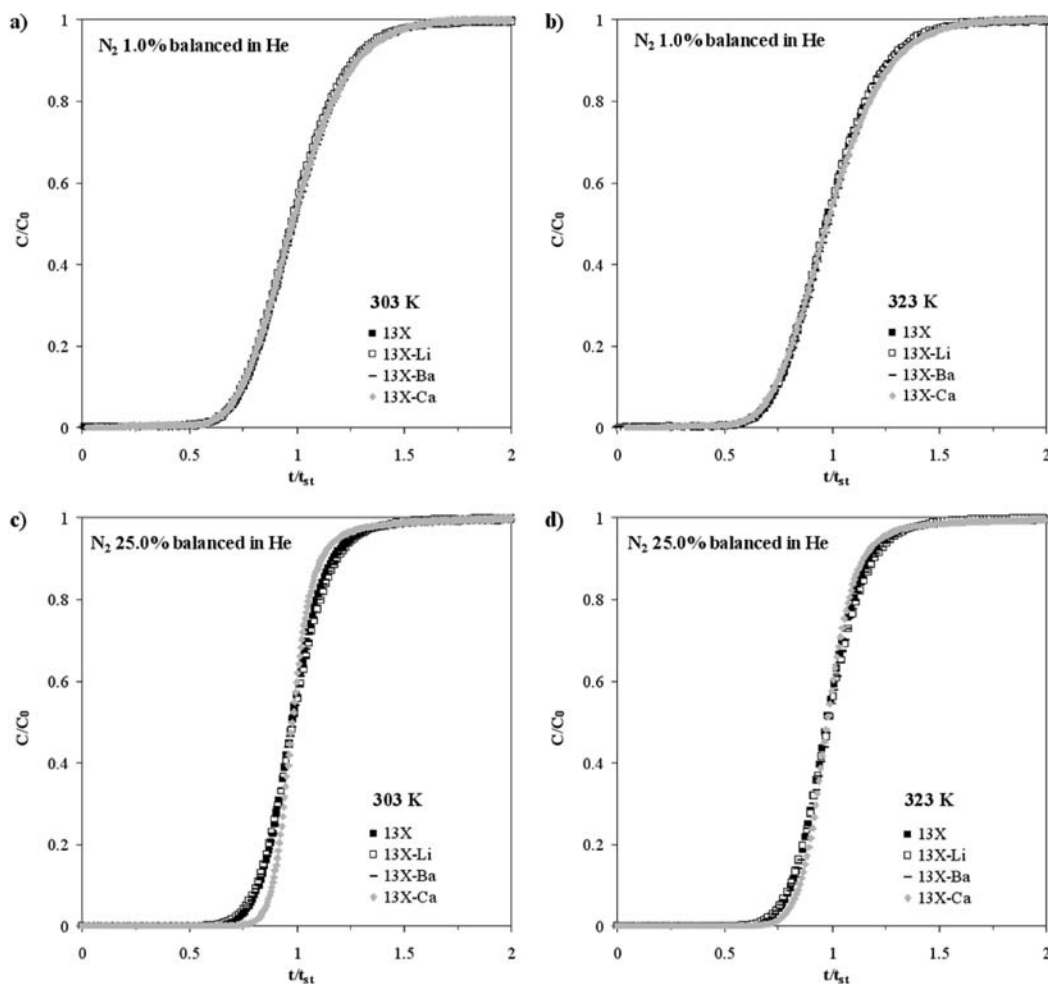 a)
N₂ 1.0% balanced in He
C/C₀
1
0.8
0.6
0.4
0.2
0
303 K
13X
13X-Li
13X-Ba
13X-Ca
0 0.5 1 1.5 2
t/tₛₜ
b)
N₂ 1.0% balanced in He
C/C₀
1
0.8
0.6
0.4
0.2
0
323 K
13X
13X-Li
13X-Ba
13X-Ca
0 0.5 1 1.5 2
t/tₛₜ
c)
N₂ 25.0% balanced in He
C/C₀
1
0.8
0.6
0.4
0.2
0
303 K
13X
13X-Li
13X-Ba
13X-Ca
0 0.5 1 1.5 2
t/tₛₜ
d)
N₂ 25.0% balanced in He
C/C₀
1
0.8
0.6
0.4
0.2
0
323 K
13X
13X-Li
13X-Ba
13X-Ca
0 0.5 1 1.5 2
t/tₛₜ